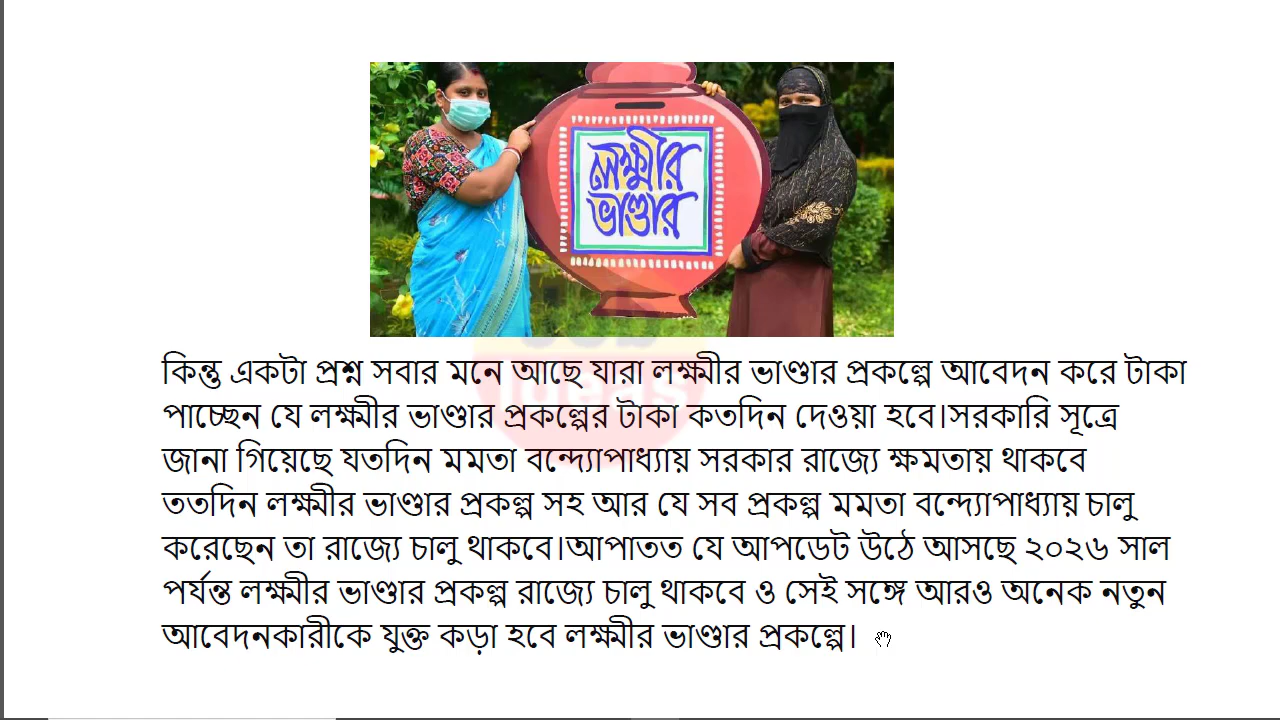 লক্ষ্মীর
ভাণ্ডার
কিন্তু একটা প্রশ্ন সবার মনে আছে যারা লক্ষ্মীর ভাণ্ডার প্রকল্পে আবেদন করে টাকা
পাচ্ছেন যে লক্ষ্মীর ভাণ্ডার প্রকল্পের টাকা কতদিন দেওয়া হবে।সরকারি সূত্রে
জানা গিয়েছে যতদিন মমতা বন্দ্যোপাধ্যায় সরকার রাজ্যে ক্ষমতায় থাকবে
ততদিন লক্ষ্মীর ভাণ্ডার প্রকল্প সহ আর যে সব প্রকল্প মমতা বন্দ্যোপাধ্যায় চালু
করেছেন তা রাজ্যে চালু থাকবে।আপাতত যে আপডেট উঠে আসছে ২০২৬ সাল
পর্যন্ত লক্ষ্মীর ভাণ্ডার প্রকল্প রাজ্যে চালু থাকবে ও সেই সঙ্গে আরও অনেক নতুন
আবেদনকারীকে যুক্ত কড়া হবে লক্ষ্মীর ভাণ্ডার প্রকল্পে।
Job
Ideas